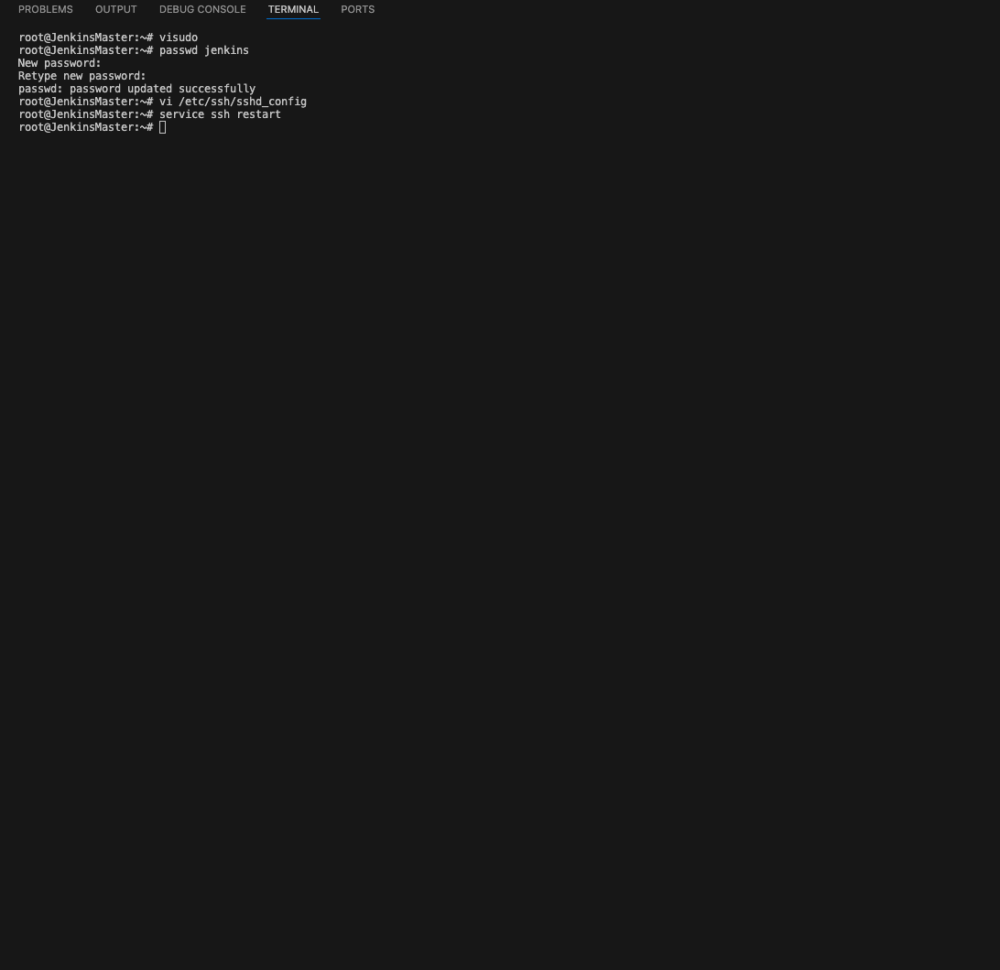 PROBLEMS OUTPUT DEBUG CONSOLE TERMINAL PORTS
root@JenkinsMaster:~# visudo
root@JenkinsMaster:~# passwd jenkins
New password:
Retype new password:
passwd: password updated successfully
root@JenkinsMaster:~# vi /etc/ssh/sshd_config
root@JenkinsMaster:~# service ssh restart
root@JenkinsMaster:~#